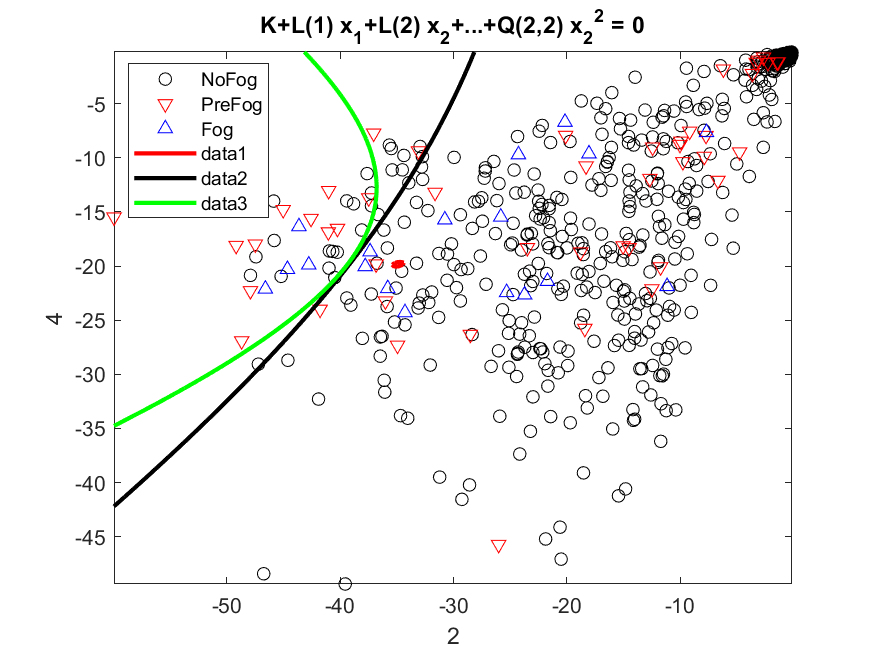 K+L(1) x1+L(2) x2+...+Q(2,2) x2^2 = 0
NoFog
PreFog
Fog
data1
data2
data3
-5
-10
-15
-20
-25
-30
-35
-40
-45
4
-50
-40
-30
-20
-10
2